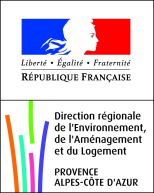 Liberté • Égalité • Fraternité
RÉPUBLIQUE FRANÇAISE
Direction régionale
de l'Environnement,
de l'Aménagement
et du Logement
PROVENCE
ALPES-CÔTE D'AZUR